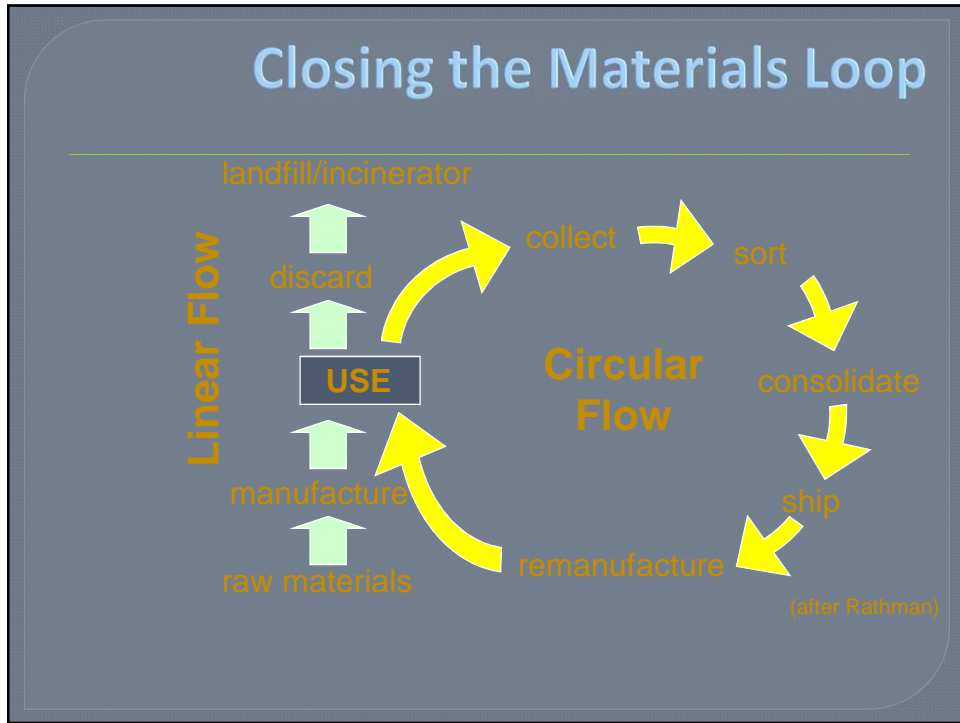 Closing the Materials Loop
landfill/incinerator
discard
Linear Flow
USE
manufacture
raw materials
collect
sort
Circular
Flow
consolidate
ship
remanufacture
(after Rathman)